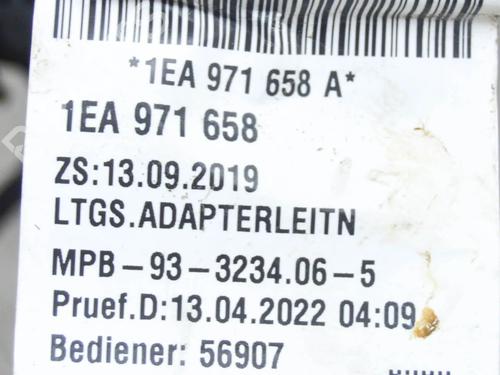 *1EA 971 658 A*
1EA 971 658
ZS:13.09.2019
LTGS.ADAPTERLEITN
MPB-93-3234.06-5
Pruef.D:13.04.2022 04:09
Bediener: 56907